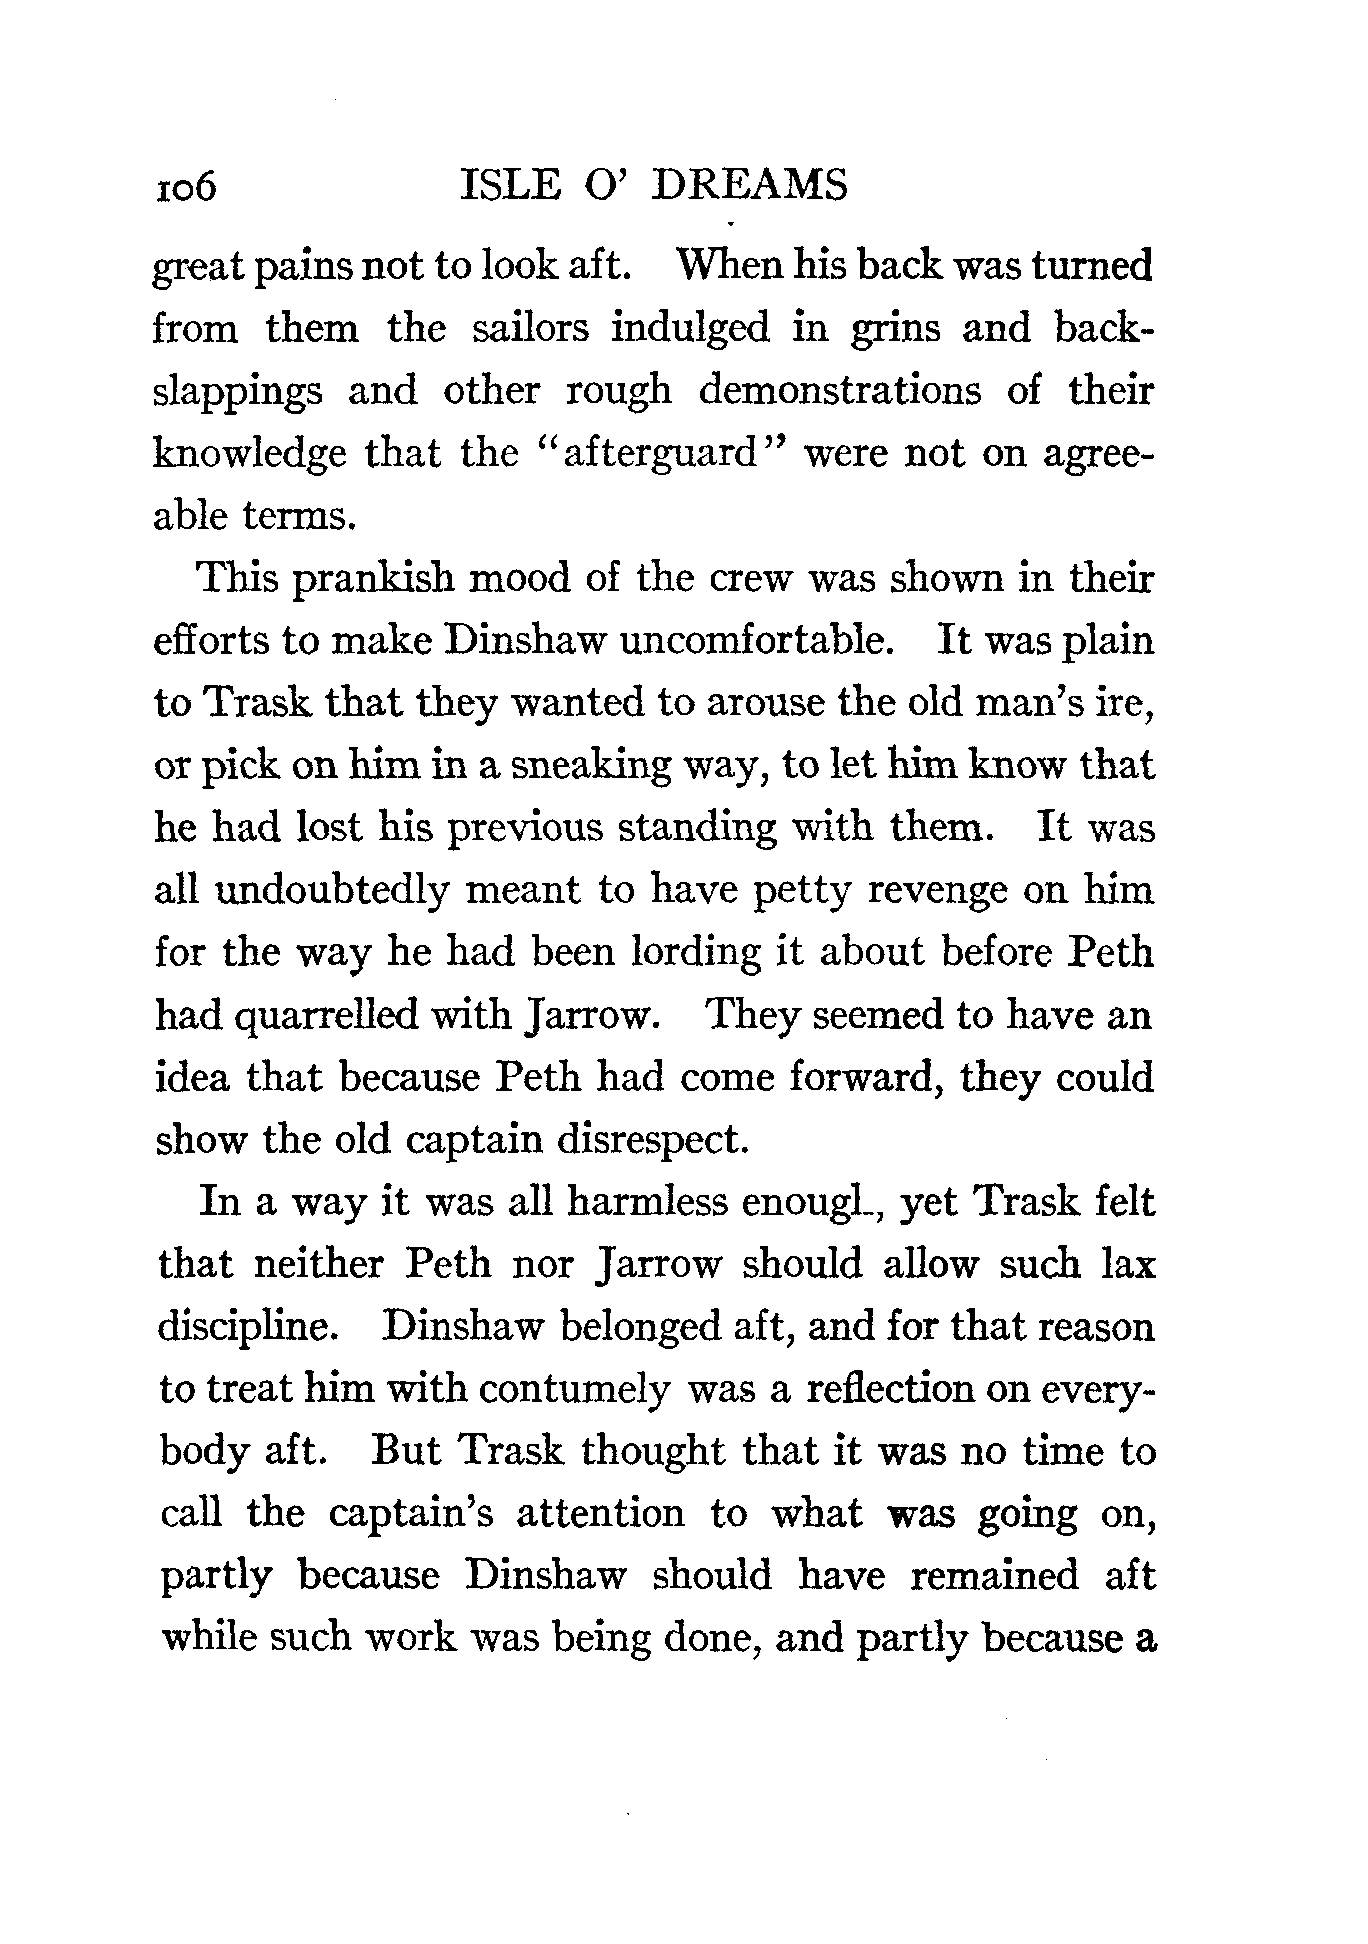 106 ISLE O' DREAMS
great pains not to look aft. When his back was turned
from them the sailors indulged in grins and back-
slappings and other rough demonstrations of their
knowledge that the "afterguard" were not on agree-
able terms.
This prankish mood of the crew was shown in their
efforts to make Dinshaw uncomfortable. It was plain
to Trask that they wanted to arouse the old man's ire,
or pick on him in a sneaking way, to let him know that
he had lost his previous standing with them. It was
all undoubtedly meant to have petty revenge on him
for the way he had been lording it about before Peth
had quarrelled with Jarrow. They seemed to have an
idea that because Peth had come forward, they could
show the old captain disrespect.
In a way it was all harmless enough, yet Trask felt
that neither Peth nor Jarrow should allow such lax
discipline. Dinshaw belonged aft, and for that reason
to treat him with contumely was a reflection on every-
body aft. But Trask thought that it was no time to
call the captain's attention to what was going on,
partly because Dinshaw should have remained aft
while such work was being done, and partly because a